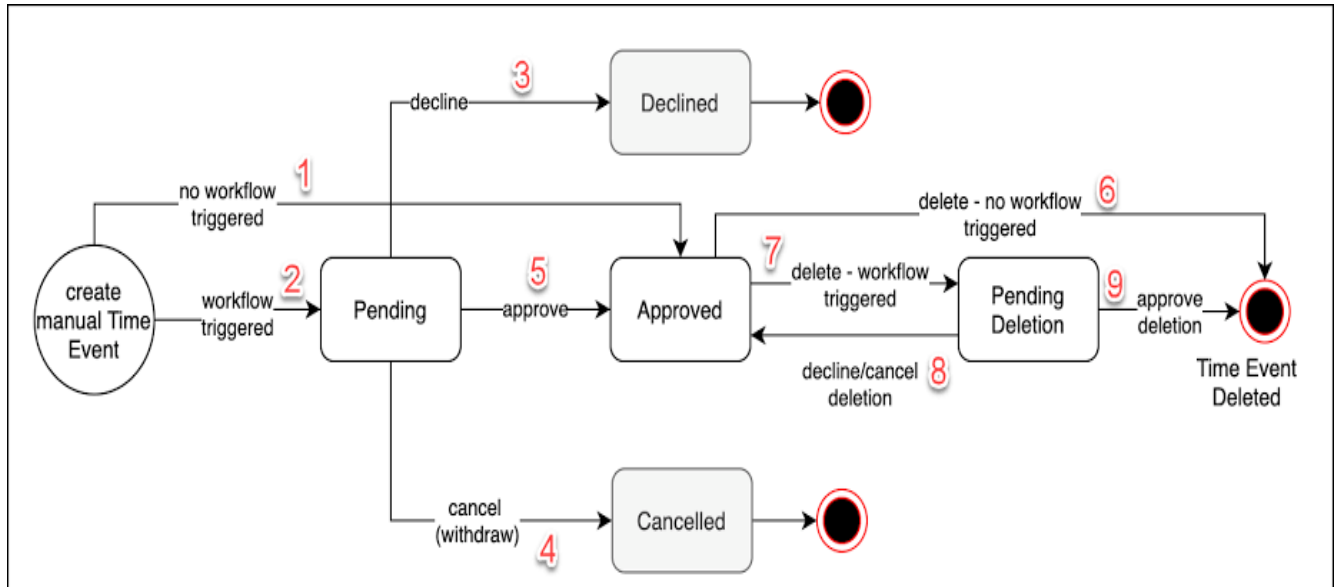 3
decline
Declined
1
no workflow
triggered
6
delete - no workflow
triggered
create
manual Time
Event
2
workflow
triggered
Pending
5
approve
Approved
7
delete - workflow
triggered
Pending
Deletion
9
approve
deletion
8
decline/cancel
deletion
Time Event
Deleted
cancel
(withdraw)
4
Cancelled